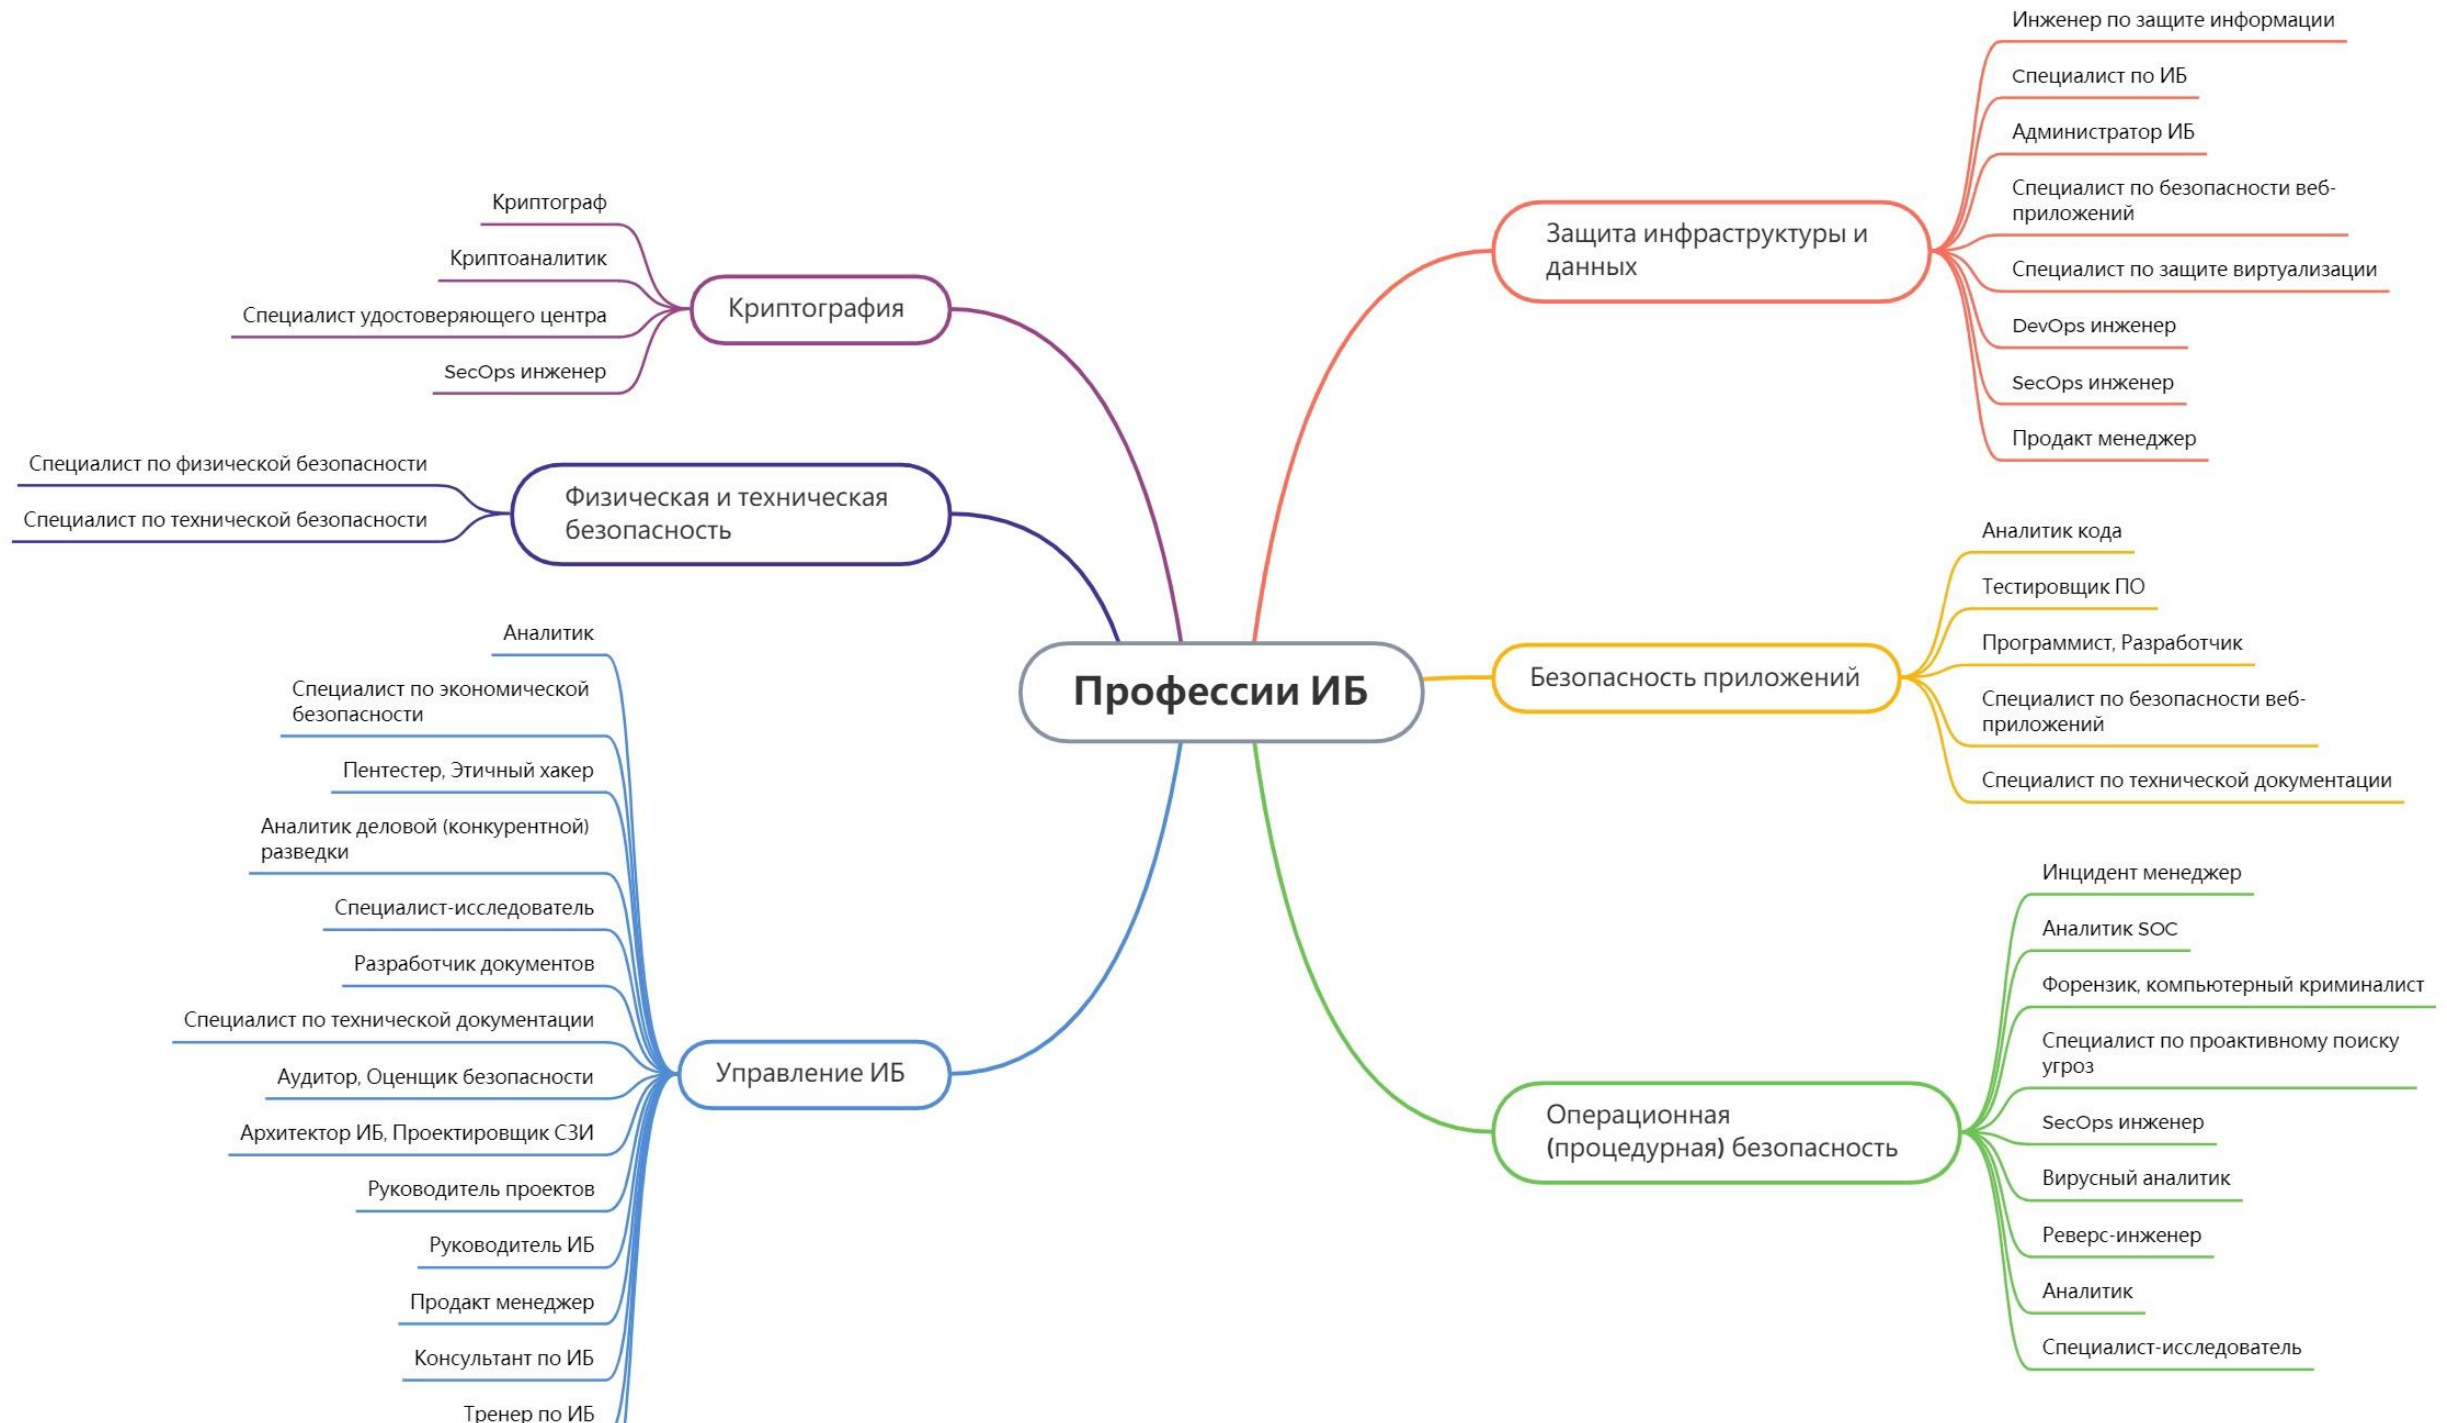 Профессии ИБ
Криптография
Криптограф
Криптоаналитик
Специалист удостоверяющего центра
SecOps инженер
Физическая и техническая
безопасность
Специалист по физической безопасности
Специалист по технической безопасности
Управление ИБ
Аналитик
Специалист по экономической
безопасности
Пентестер, Этичный хакер
Аналитик деловой (конкурентной)
разведки
Специалист-исследователь
Разработчик документов
Специалист по технической документации
Аудитор, Оценщик безопасности
Архитектор ИБ, Проектировщик СЗИ
Руководитель проектов
Руководитель ИБ
Продакт менеджер
Консультант по ИБ
Тренер по ИБ
Защита инфраструктуры и
данных
Инженер по защите информации
Специалист по ИБ
Администратор ИБ
Специалист по безопасности веб-
приложений
Специалист по защите виртуализации
DevOps инженер
SecOps инженер
Продакт менеджер
Безопасность приложений
Аналитик кода
Тестировщик ПО
Программист, Разработчик
Специалист по безопасности веб-
приложений
Специалист по технической документации
Операционная
(процедурная) безопасность
Инцидент менеджер
Аналитик SOC
Форензик, компьютерный криминалист
Специалист по проактивному поиску
угроз
SecOps инженер
Вирусный аналитик
Реверс-инженер
Аналитик
Специалист-исследователь